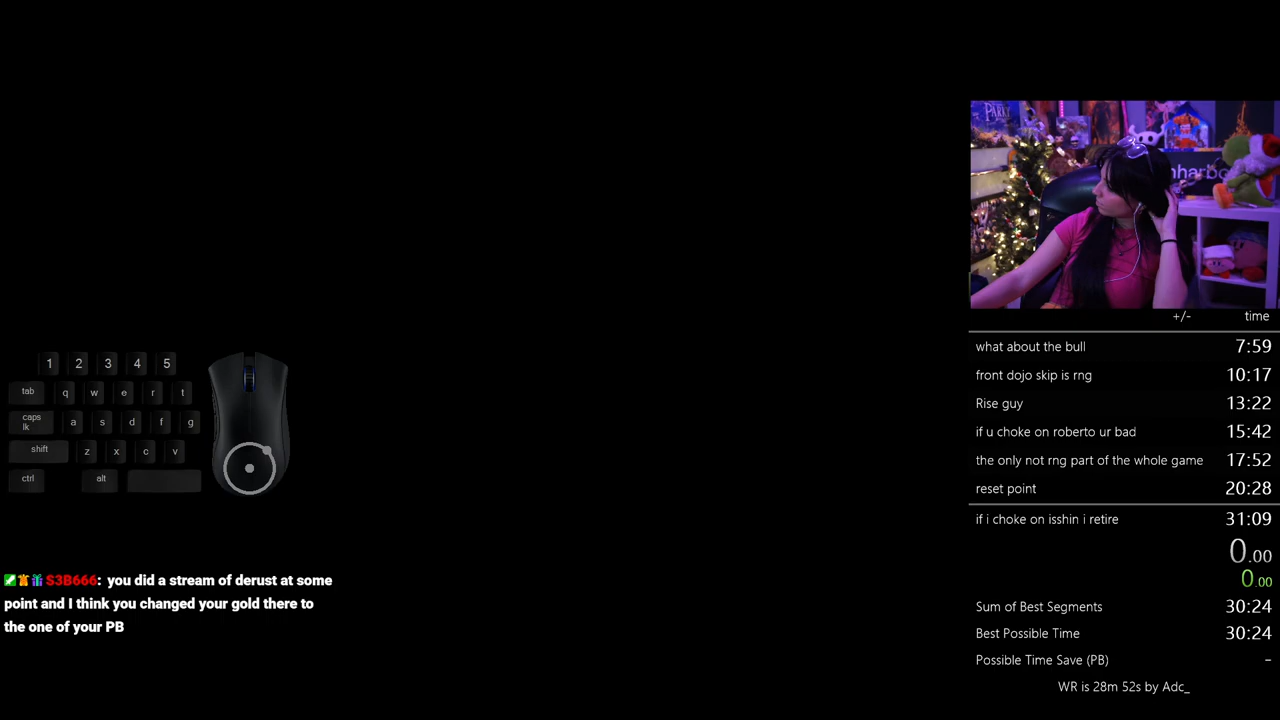 PARKY
nharbo
+/- time
what about the bull 7:59
front dojo skip is rng 10:17
Rise guy 13:22
if u choke on roberto ur bad 15:42
the only not rng part of the whole game 17:52
reset point 20:28
if i choke on isshin i retire 31:09
0.00
0.00
Sum of Best Segments 30:24
Best Possible Time 30:24
Possible Time Save (PB) -
WR is 28m 52s by Adc_
1 2 3 4 5
tab q w e r t
caps
lk a s d f g
shift z x c v
ctrl alt
S3B666: you did a stream of derust at some
point and I think you changed your gold there to
the one of your PB